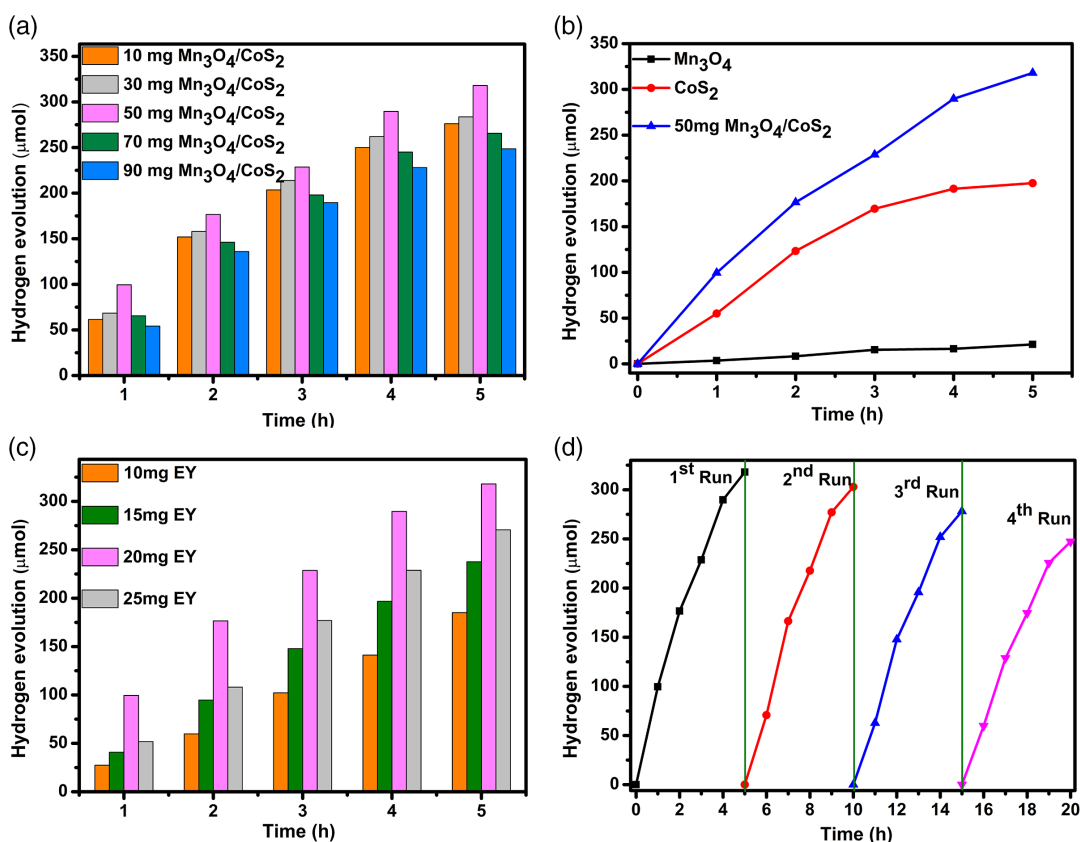 (a)
Hydrogen evolution (μmol)
350
300
250
200
150
100
50
0
10 mg Mn₃O₄/CoS₂
30 mg Mn₃O₄/CoS₂
50 mg Mn₃O₄/CoS₂
70 mg Mn₃O₄/CoS₂
90 mg Mn₃O₄/CoS₂
1 2 3 4 5
Time (h)
(b)
Hydrogen evolution (μmol)
350
300
250
200
150
100
50
0
Mn₃O₄
CoS₂
50mg Mn₃O₄/CoS₂
0 1 2 3 4 5
Time (h)
(c)
Hydrogen evolution (μmol)
300
250
200
150
100
50
0
10mg EY
15mg EY
20mg EY
25mg EY
1 2 3 4 5
Time (h)
(d)
Hydrogen evolution (μmol)
300
250
200
150
100
50
0
1st Run
2nd Run
3rd Run
4th Run
0 2 4 6 8 10 12 14 16 18 20
Time (h)